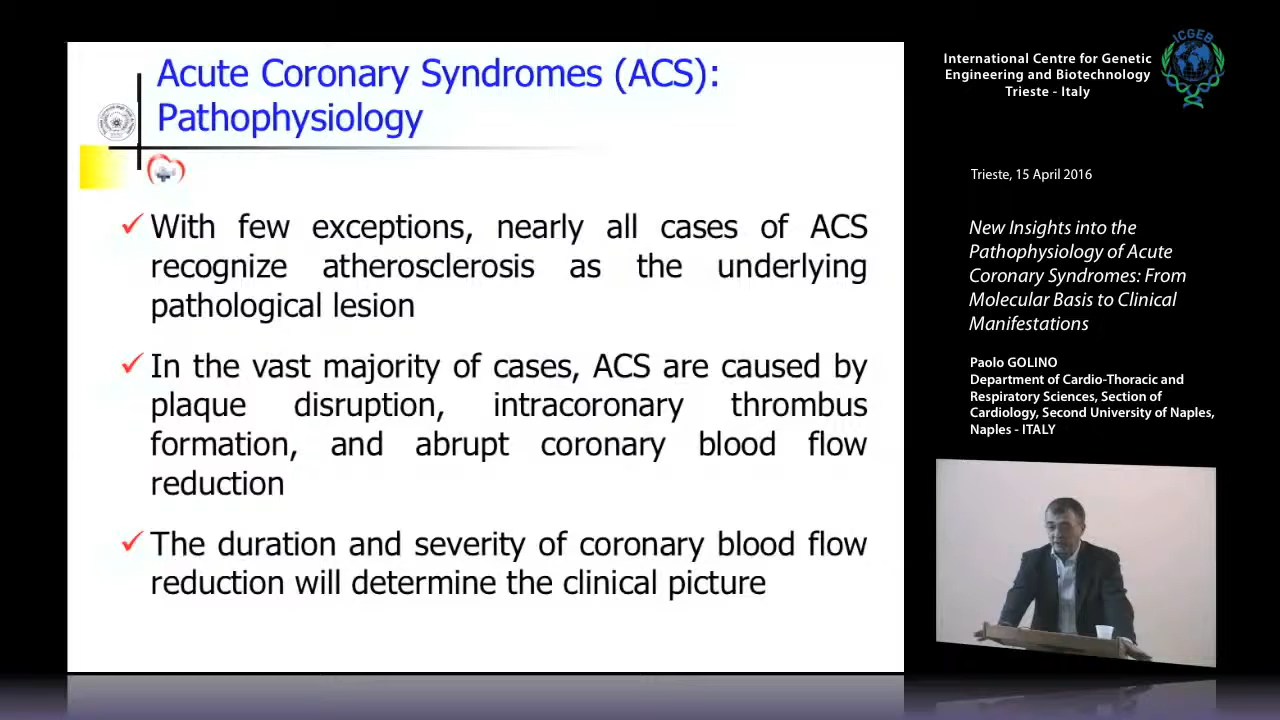 Acute Coronary Syndromes (ACS):
Pathophysiology
✓ With few exceptions, nearly all cases of ACS
recognize atherosclerosis as the underlying
pathological lesion
✓ In the vast majority of cases, ACS are caused by
plaque disruption, intracoronary thrombus
formation, and abrupt coronary blood flow
reduction
✓ The duration and severity of coronary blood flow
reduction will determine the clinical picture
International Centre for Genetic
Engineering and Biotechnology
Trieste - Italy
ICGEB
Trieste, 15 April 2016
New Insights into the
Pathophysiology of Acute
Coronary Syndromes: From
Molecular Basis to Clinical
Manifestations
Paolo GOLINO
Department of Cardio-Thoracic and
Respiratory Sciences, Section of
Cardiology, Second University of Naples,
Naples - ITALY